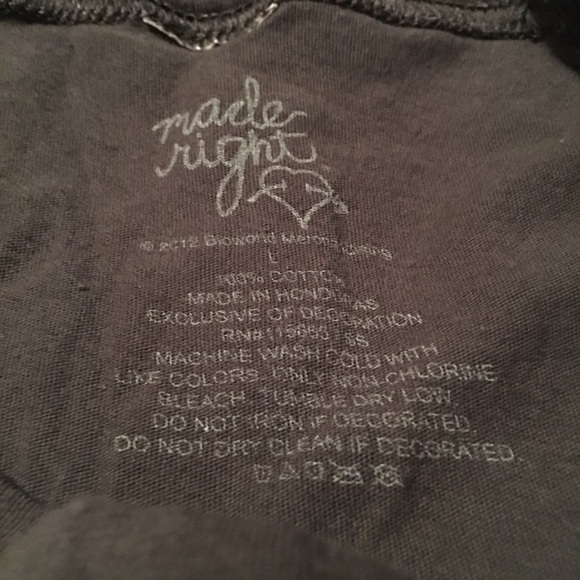 made
right
© 2012 Bioworld Merchandising
L
100% COTTON
MADE IN HONDURAS
EXCLUSIVE OF DECORATION
MACHINE WASH COLD WITH
LIKE COLORS. ONLY NON-CHLORINE
BLEACH. TUMBLE DRY LOW.
DO NOT IRON IF DECORATED.
DO NOT DRY CLEAN IF DECORATED.